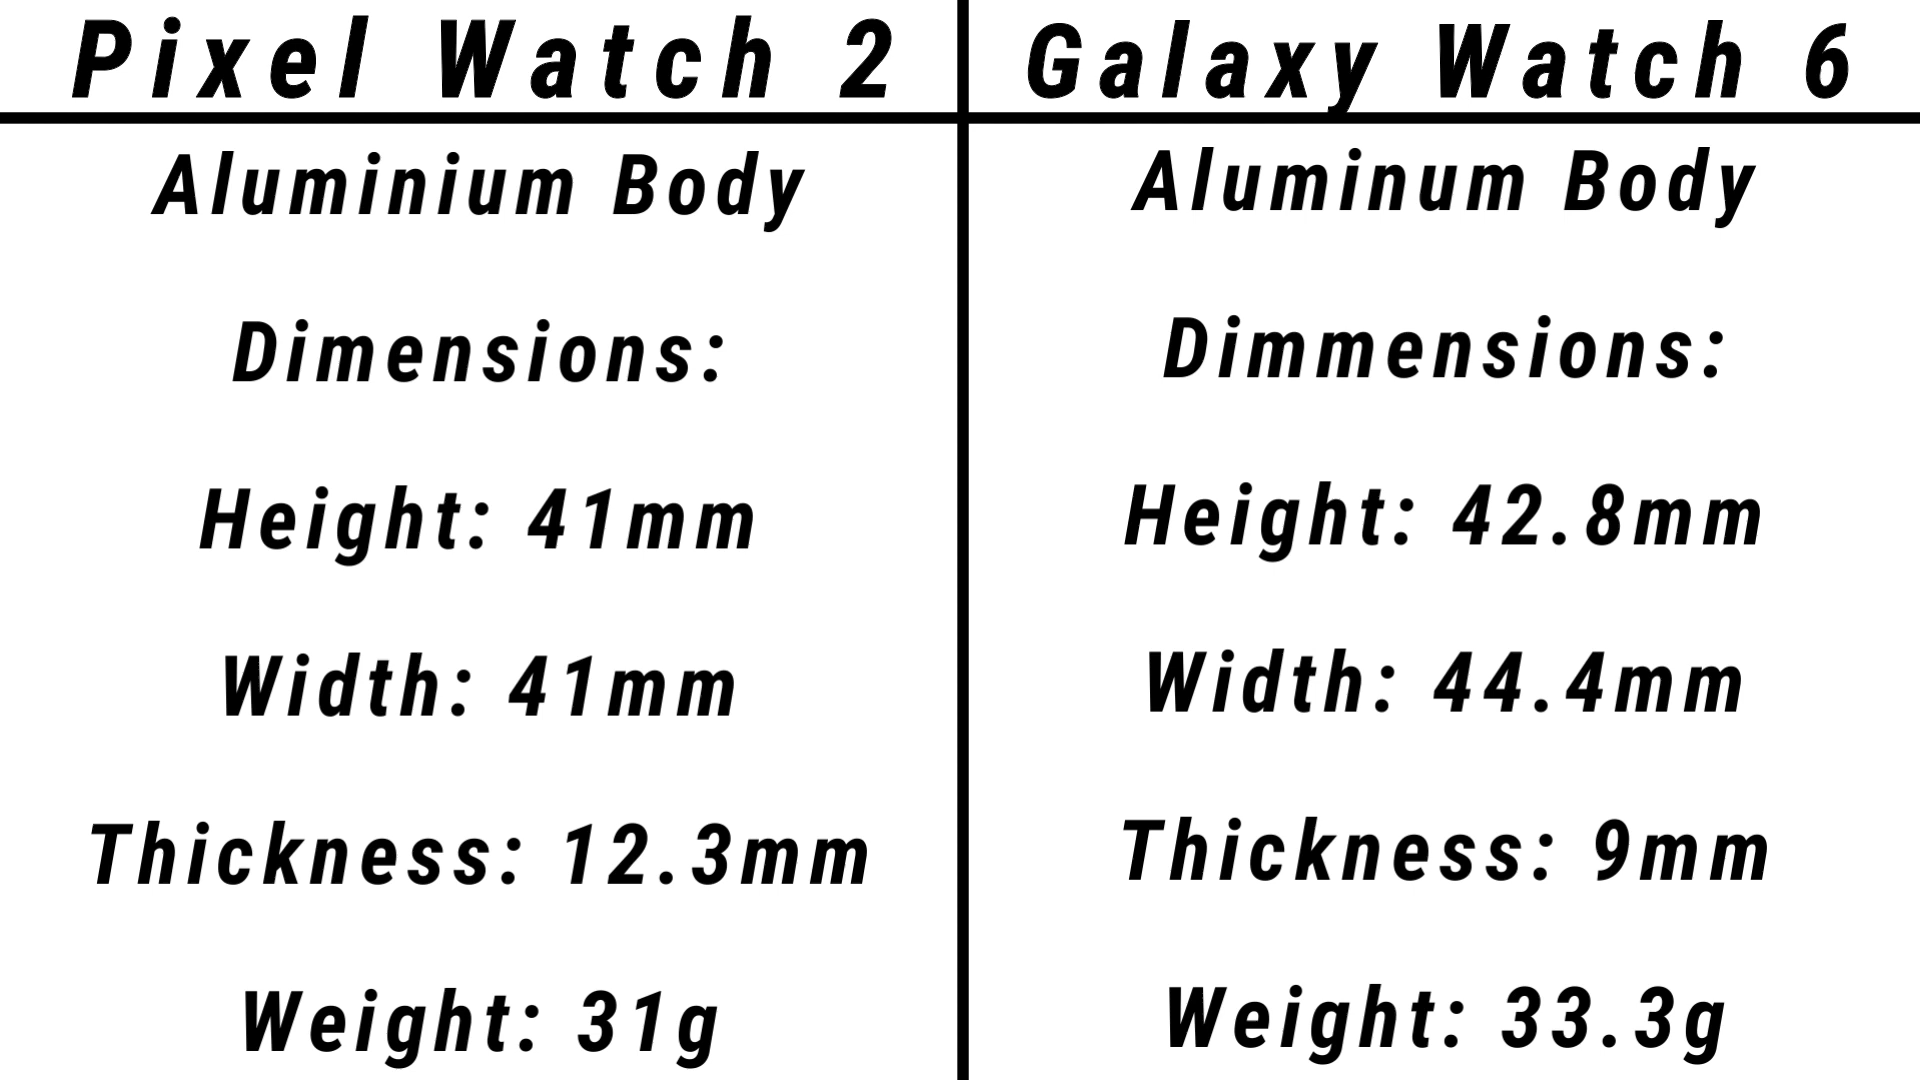 Pixel Watch 2
Aluminium Body
Dimensions:
Height: 41mm
Width: 41mm
Thickness: 12.3mm
Weight: 31g
Galaxy Watch 6
Aluminum Body
Dimmensions:
Height: 42.8mm
Width: 44.4mm
Thickness: 9mm
Weight: 33.3g